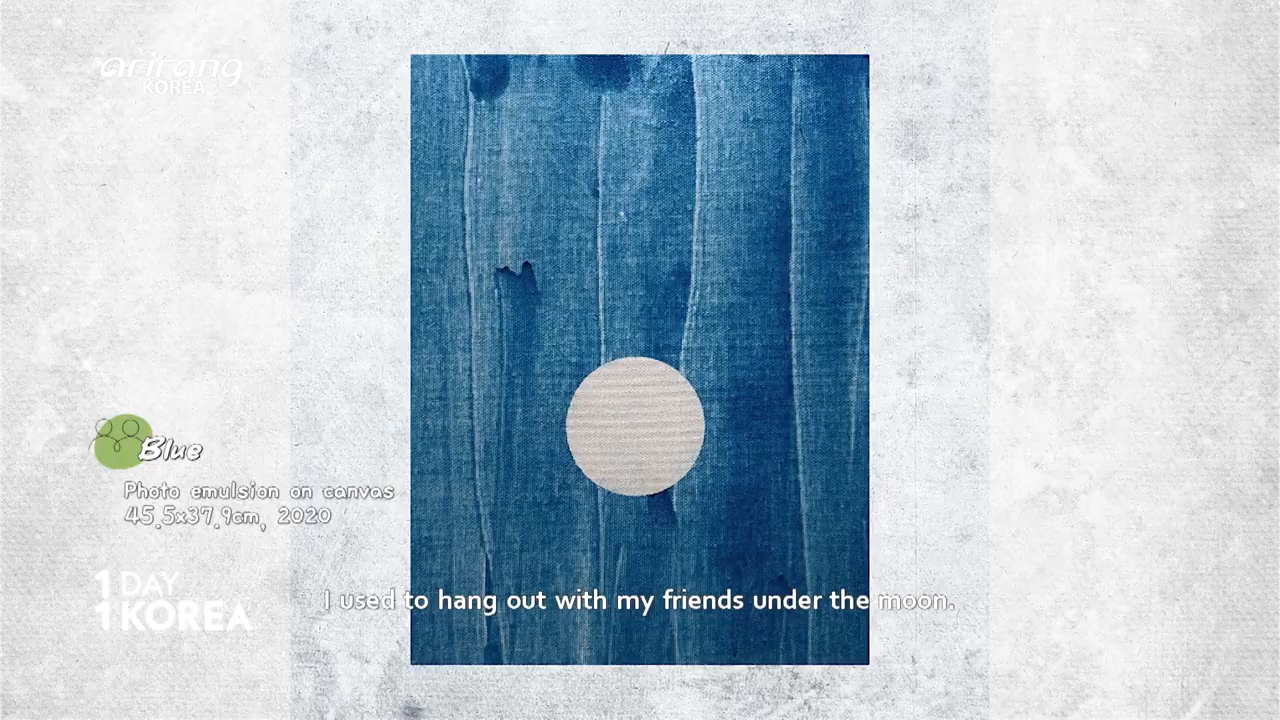 arirang
KOREA
Blue
Photo emulsion on canvas
45.5x37.9cm, 2020
1 DAY
1 KOREA
I used to hang out with my friends under the moon.